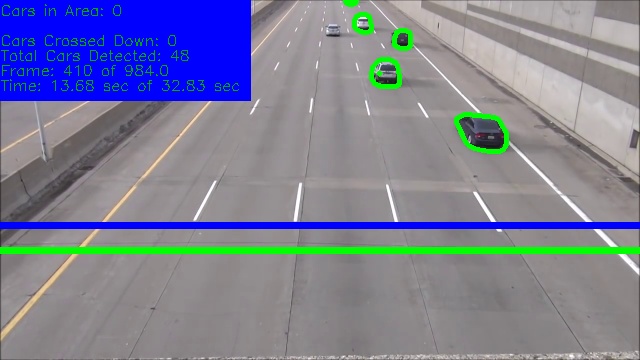 Cars in Area: 0
Cars Crossed Down: 0
Total Cars Detected: 48
Frame: 410 of 984.0
Time: 13.68 sec of 32.83 sec